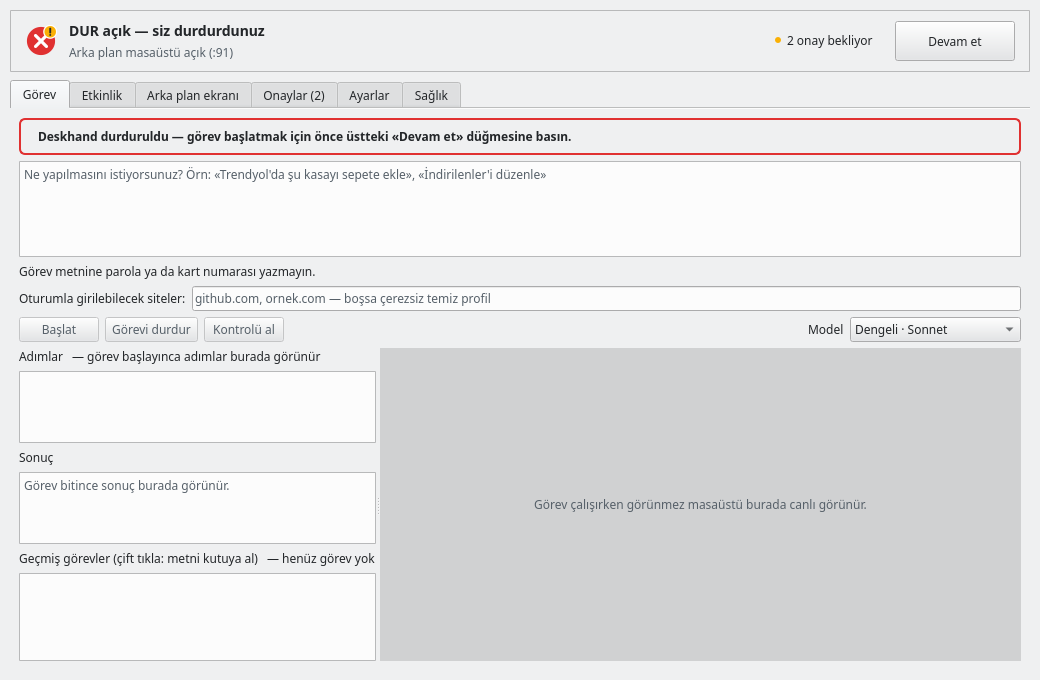 DUR açık — siz durdurdunuz
Arka plan masaüstü açık (:91)
2 onay bekliyor
Devam et
Görev
Etkinlik
Arka plan ekranı
Onaylar (2)
Ayarlar
Sağlık
Deskhand durduruldu — görev başlatmak için önce üstteki «Devam et» düğmesine basın.
Ne yapılmasını istiyorsunuz? Örn: «Trendyol'da şu kasayı sepete ekle», «İndirilenler'i düzenle»
Görev metnine parola ya da kart numarası yazmayın.
Oturumla girilebilecek siteler: github.com, ornek.com — boşsa çerezsiz temiz profil
Başlat
Görevi durdur
Kontrolü al
Model
Dengeli · Sonnet
Adımlar — görev başlayınca adımlar burada görünür
Sonuç
Görev bitince sonuç burada görünür.
Görev çalışırken görünmez masaüstü burada canlı görünür.
Geçmiş görevler (çift tıkla: metni kutuya al) — henüz görev yok